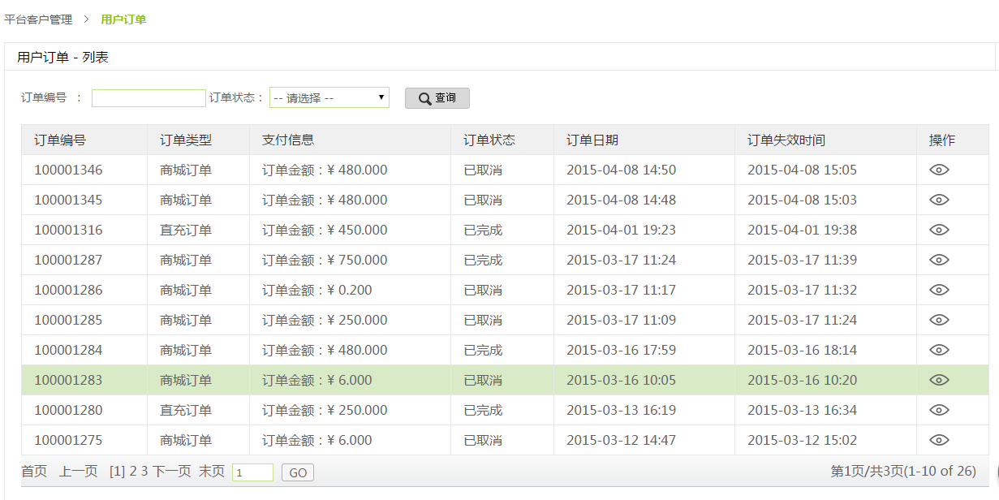 平台客户管理 > 用户订单
用户订单 - 列表
订单编号 : 订单状态: -- 请选择 -- 查询
订单编号 订单类型 支付信息 订单状态 订单日期 订单失效时间 操作
100001346 商城订单 订单金额:¥ 480.000 已取消 2015-04-08 14:50 2015-04-08 15:05
100001345 商城订单 订单金额:¥ 480.000 已取消 2015-04-08 14:48 2015-04-08 15:03
100001316 直充订单 订单金额:¥ 450.000 已完成 2015-04-01 19:23 2015-04-01 19:38
100001287 商城订单 订单金额:¥ 750.000 已完成 2015-03-17 11:24 2015-03-17 11:39
100001286 商城订单 订单金额:¥ 0.200 已取消 2015-03-17 11:17 2015-03-17 11:32
100001285 商城订单 订单金额:¥ 250.000 已取消 2015-03-17 11:09 2015-03-17 11:24
100001284 商城订单 订单金额:¥ 480.000 已完成 2015-03-16 17:59 2015-03-16 18:14
100001283 商城订单 订单金额:¥ 6.000 已取消 2015-03-16 10:05 2015-03-16 10:20
100001280 直充订单 订单金额:¥ 250.000 已完成 2015-03-13 16:19 2015-03-13 16:34
100001275 商城订单 订单金额:¥ 6.000 已取消 2015-03-12 14:47 2015-03-12 15:02
首页 上一页 [1] 2 3 下一页 末页 1 GO 第1页/共3页(1-10 of 26)